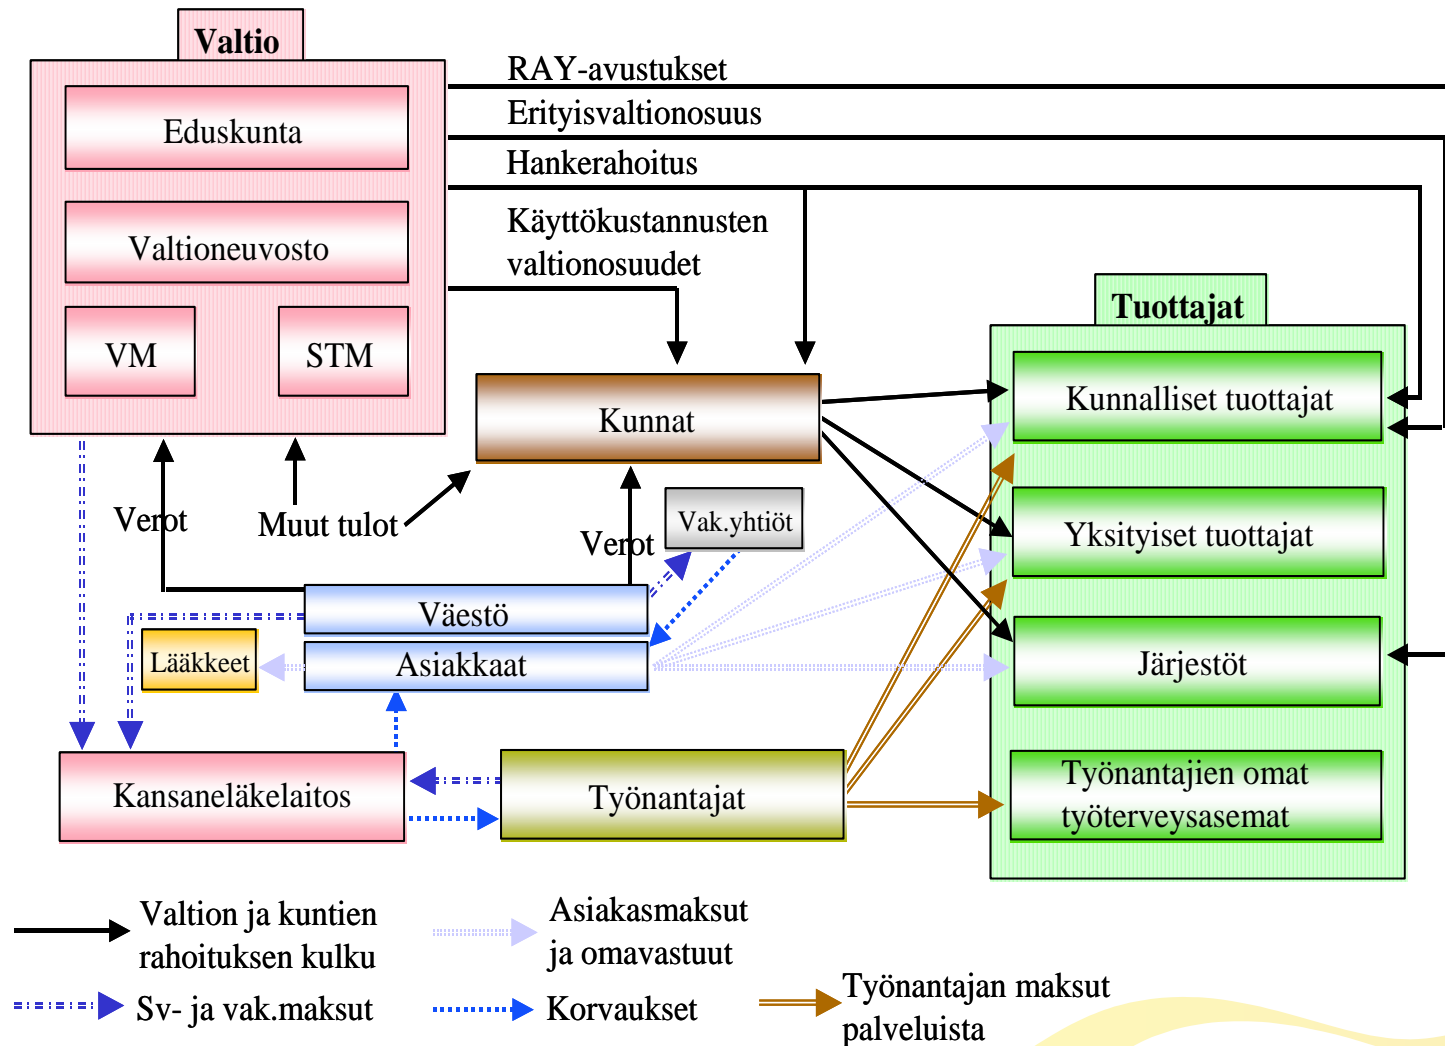 Valtio
Eduskunta
Valtioneuvosto
VM
STM
RAY-avustukset
Erityisvaltionosuus
Hankerahoitus
Käyttökustannusten
valtionosuudet
Kunnat
Tuottajat
Kunnalliset tuottajat
Yksityiset tuottajat
Järjestöt
Työnantajien omat
työterveysasemat
Verot
Muut tulot
Verot
Vak.yhtiöt
Väestö
Asiakkaat
Lääkkeet
Kansaneläkelaitos
Työnantajat
Valtion ja kuntien
rahoituksen kulku
Asiakasmaksut
ja omavastuut
Sv- ja vak.maksut
Korvaukset
Työnantajan maksut
palveluista